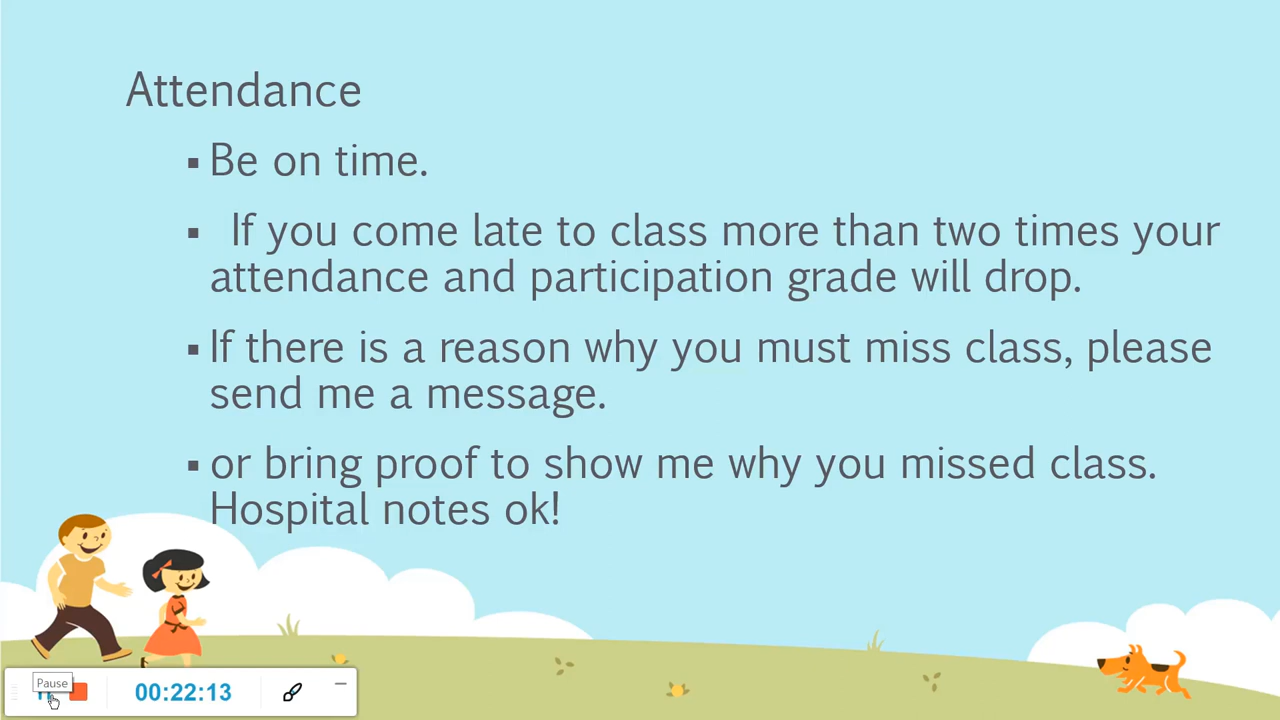 Attendance
▪ Be on time.
▪ If you come late to class more than two times your
attendance and participation grade will drop.
▪ If there is a reason why you must miss class, please
send me a message.
▪ or bring proof to show me why you missed class.
Hospital notes ok!
Pause
00:22:13